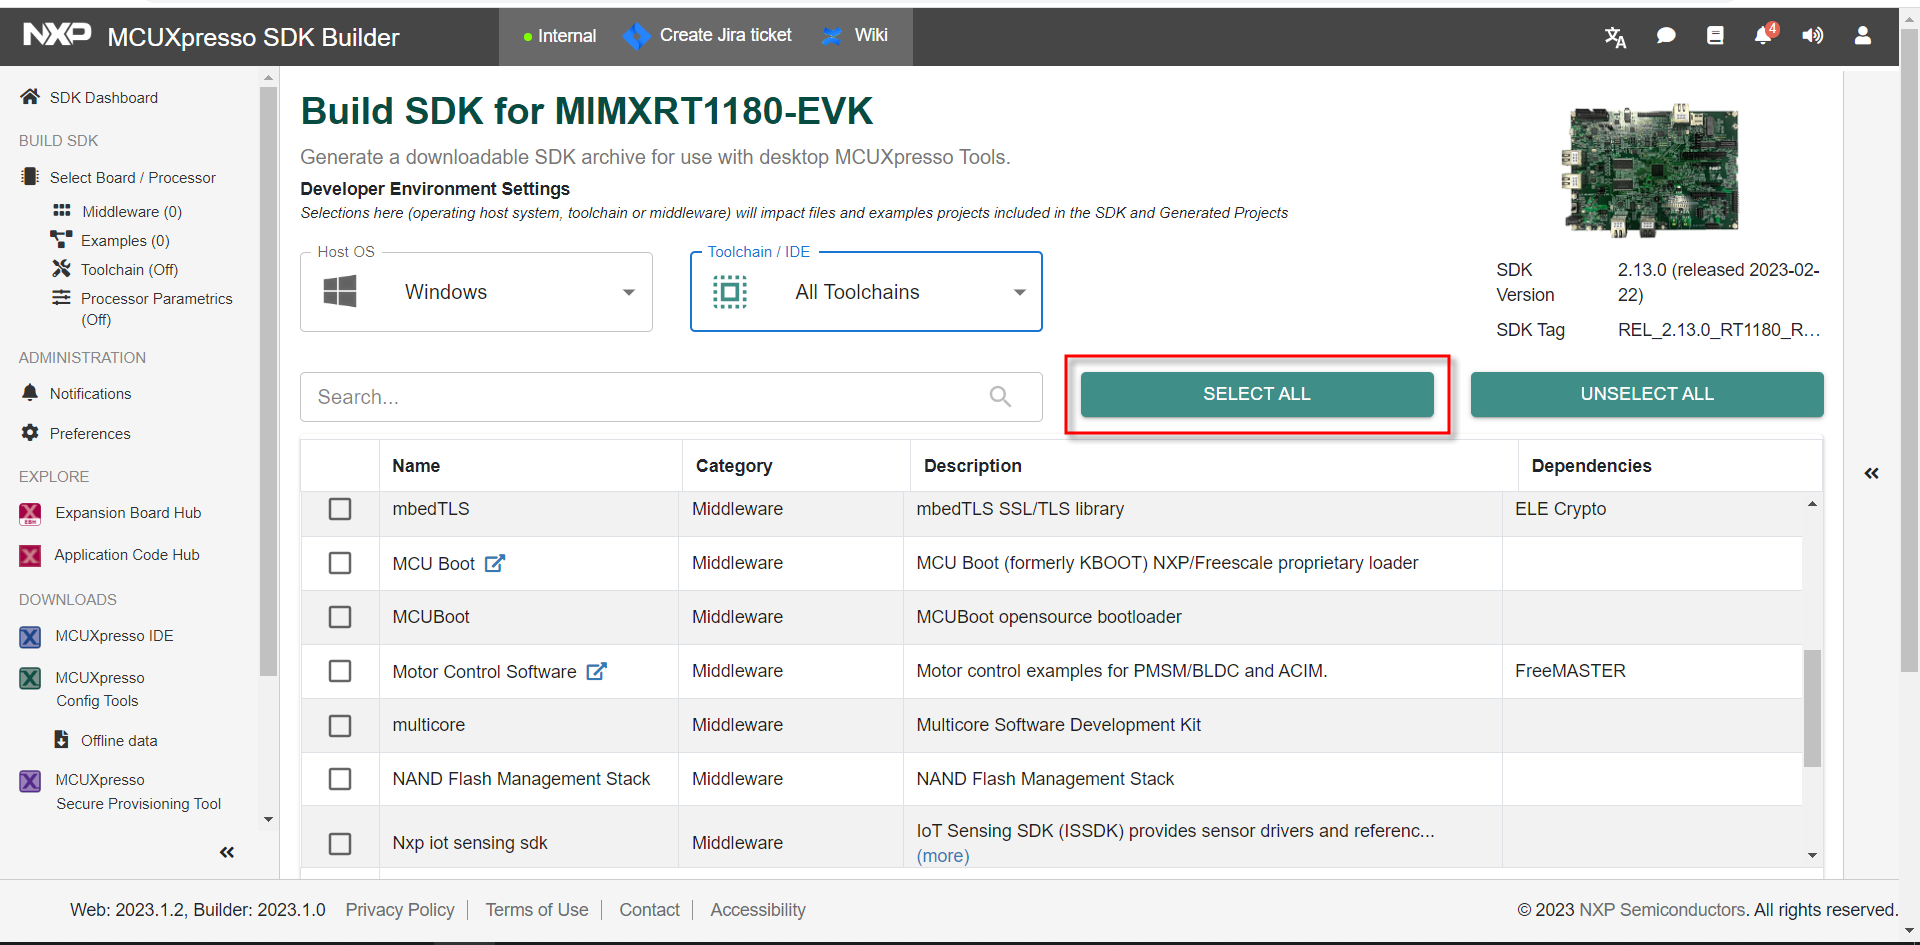 NXP MCUXpresso SDK Builder
Internal Create Jira ticket Wiki
4
SDK Dashboard
BUILD SDK
Select Board / Processor
Middleware (0)
Examples (0)
Toolchain (Off)
Processor Parametrics
(Off)
ADMINISTRATION
Notifications
Preferences
EXPLORE
Expansion Board Hub
Application Code Hub
DOWNLOADS
MCUXpresso IDE
MCUXpresso
Config Tools
Offline data
MCUXpresso
Secure Provisioning Tool
Build SDK for MIMXRT1180-EVK
Generate a downloadable SDK archive for use with desktop MCUXpresso Tools.
Developer Environment Settings
Selections here (operating host system, toolchain or middleware) will impact files and examples projects included in the SDK and Generated Projects
Host OS
Windows
Toolchain / IDE
All Toolchains
SDK Version 2.13.0 (released 2023-02-22)
SDK Tag REL_2.13.0_RT1180_R...
Search...
SELECT ALL
UNSELECT ALL
Name Category Description Dependencies
mbedTLS Middleware mbedTLS SSL/TLS library ELE Crypto
MCU Boot Middleware MCU Boot (formerly KBOOT) NXP/Freescale proprietary loader
MCUBoot Middleware MCUBoot opensource bootloader
Motor Control Software Middleware Motor control examples for PMSM/BLDC and ACIM. FreeMASTER
multicore Middleware Multicore Software Development Kit
NAND Flash Management Stack Middleware NAND Flash Management Stack
Nxp iot sensing sdk Middleware IoT Sensing SDK (ISSDK) provides sensor drivers and referenc...
(more)
Web: 2023.1.2, Builder: 2023.1.0 Privacy Policy Terms of Use Contact Accessibility
© 2023 NXP Semiconductors. All rights reserved.